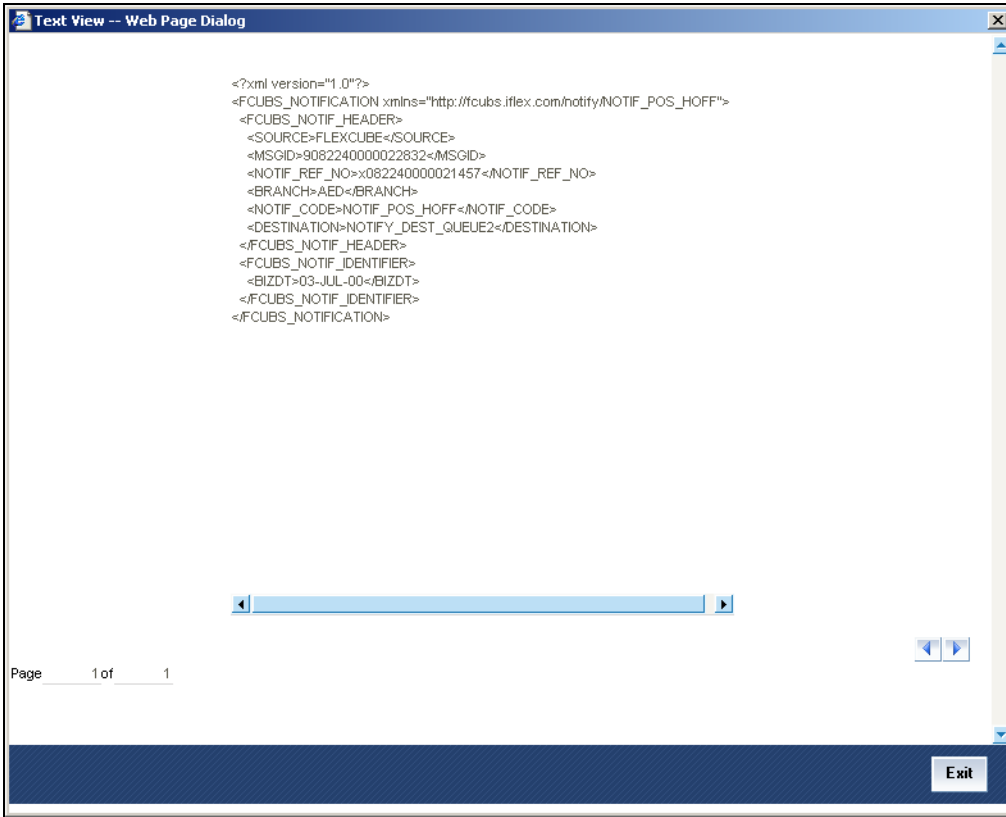 Text View -- Web Page Dialog
<?xml version="1.0"?>
<FCUBS_NOTIFICATION xmlns="http://fcubs.iflex.com/notify/NOTIF_POS_HOFF">
<FCUBS_NOTIF_HEADER>
<SOURCE>FLEXCUBE</SOURCE>
<MSGID>9082240000022832</MSGID>
<NOTIF_REF_NO>x082240000021457</NOTIF_REF_NO>
<BRANCH>AED</BRANCH>
<NOTIF_CODE>NOTIF_POS_HOFF</NOTIF_CODE>
<DESTINATION>NOTIFY_DEST_QUEUE2</DESTINATION>
</FCUBS_NOTIF_HEADER>
<FCUBS_NOTIF_IDENTIFIER>
<BIZDT>03-JUL-00</BIZDT>
</FCUBS_NOTIF_IDENTIFIER>
</FCUBS_NOTIFICATION>
Page 1 of 1
Exit